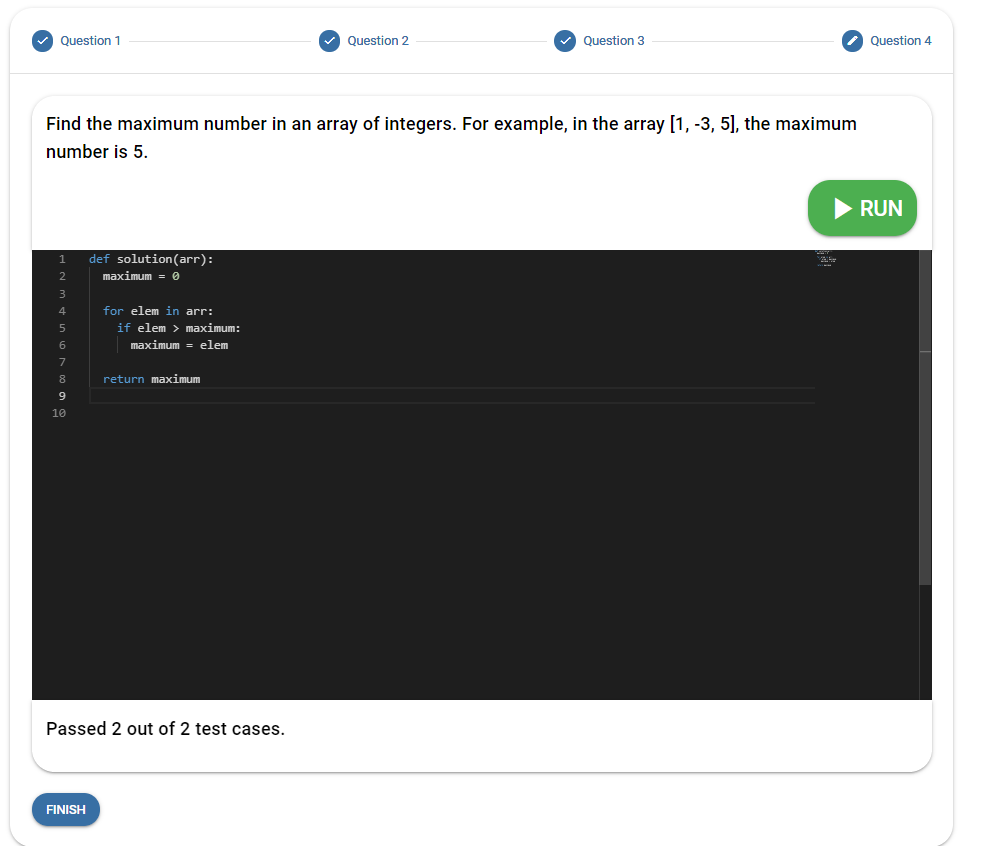 Question 1 Question 2 Question 3 Question 4
Find the maximum number in an array of integers. For example, in the array [1, -3, 5], the maximum
number is 5.
RUN
1 def solution(arr):
2   maximum = 0
3
4   for elem in arr:
5     if elem > maximum:
6       maximum = elem
7
8   return maximum
9
10
Passed 2 out of 2 test cases.
FINISH